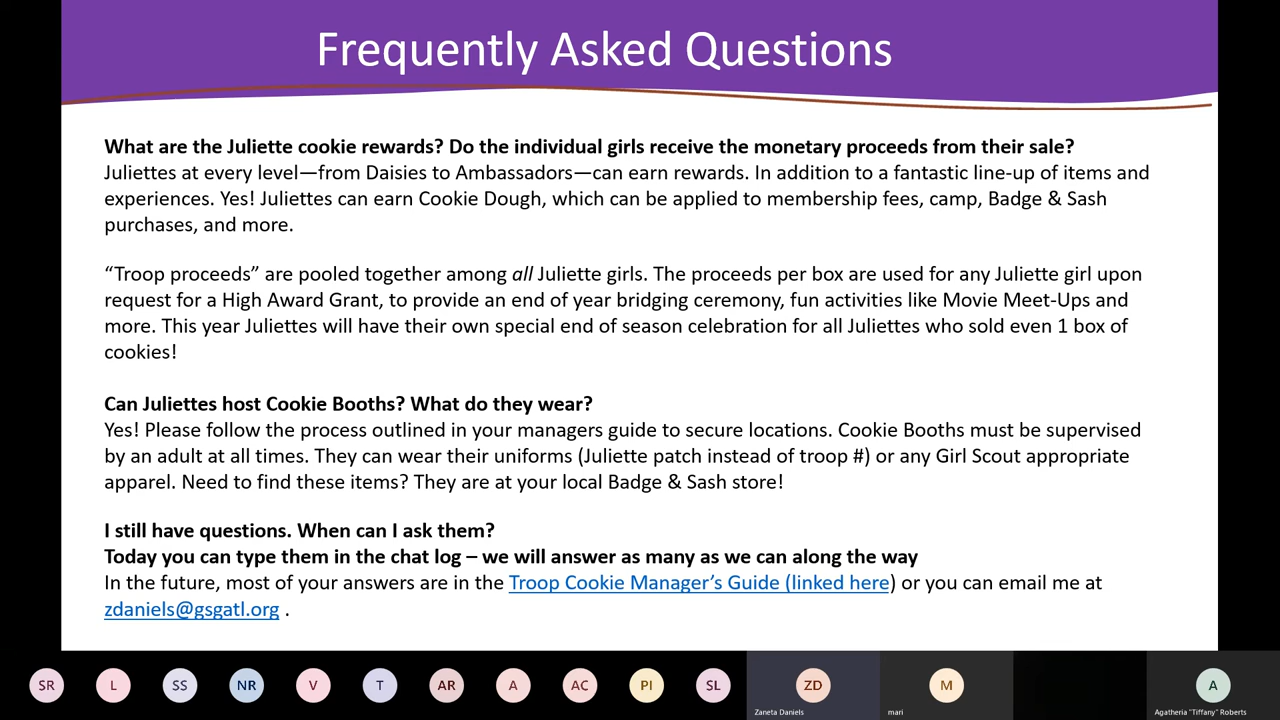 Frequently Asked Questions
What are the Juliette cookie rewards? Do the individual girls receive the monetary proceeds from their sale?
Juliettes at every level—from Daisies to Ambassadors—can earn rewards. In addition to a fantastic line-up of items and
experiences. Yes! Juliettes can earn Cookie Dough, which can be applied to membership fees, camp, Badge & Sash
purchases, and more.
“Troop proceeds” are pooled together among all Juliette girls. The proceeds per box are used for any Juliette girl upon
request for a High Award Grant, to provide an end of year bridging ceremony, fun activities like Movie Meet-Ups and
more. This year Juliettes will have their own special end of season celebration for all Juliettes who sold even 1 box of
cookies!
Can Juliettes host Cookie Booths? What do they wear?
Yes! Please follow the process outlined in your managers guide to secure locations. Cookie Booths must be supervised
by an adult at all times. They can wear their uniforms (Juliette patch instead of troop #) or any Girl Scout appropriate
apparel. Need to find these items? They are at your local Badge & Sash store!
I still have questions. When can I ask them?
Today you can type them in the chat log – we will answer as many as we can along the way
In the future, most of your answers are in the Troop Cookie Manager’s Guide (linked here) or you can email me at
zdaniels@gsgatl.org .
SR L SS NR V T AR A AC PI SL ZD M A
Zaneta Daniels mari Agatheria "Tiffany" Roberts